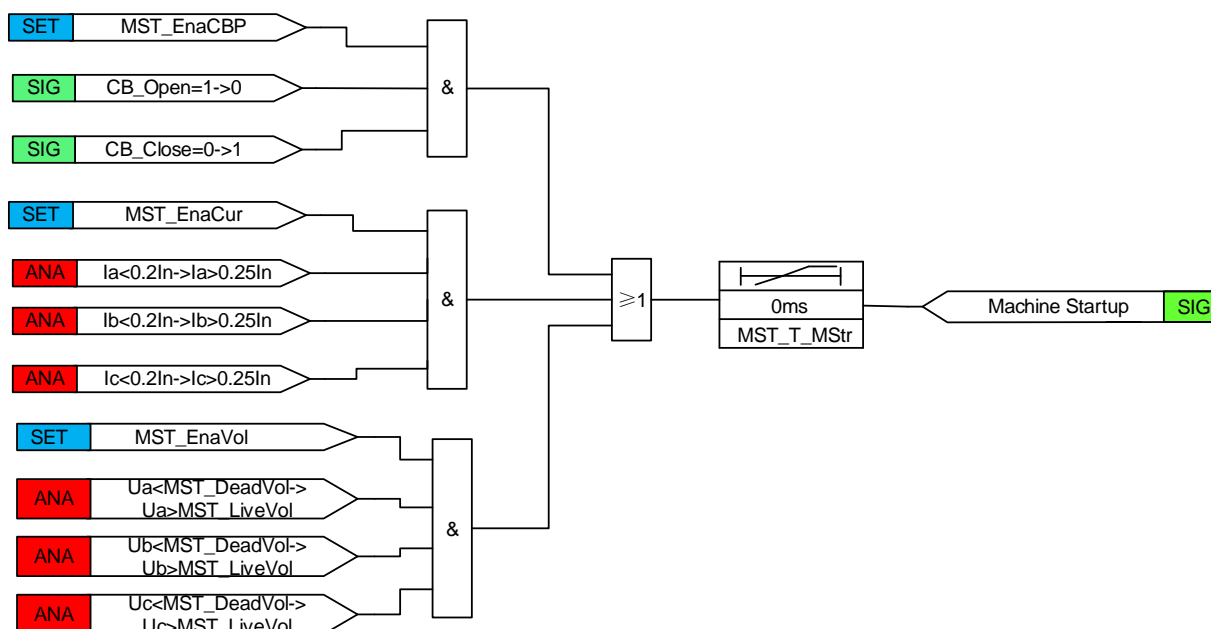 SET MST_EnaCBP
SIG CB_Open=1->0
&
SIG CB_Close=0->1
SET MST_EnaCur
ANA Ia<0.2In->Ia>0.25In
&
ANA Ib<0.2In->Ib>0.25In
ANA Ic<0.2In->Ic>0.25In
≥1
0ms
MST_T_MStr
Machine Startup SIG
SET MST_EnaVol
ANA Ua<MST_DeadVol->
Ua>MST_LiveVol
&
ANA Ub<MST_DeadVol->
Ub>MST_LiveVol
ANA Uc<MST_DeadVol->
Uc>MST_LiveVol